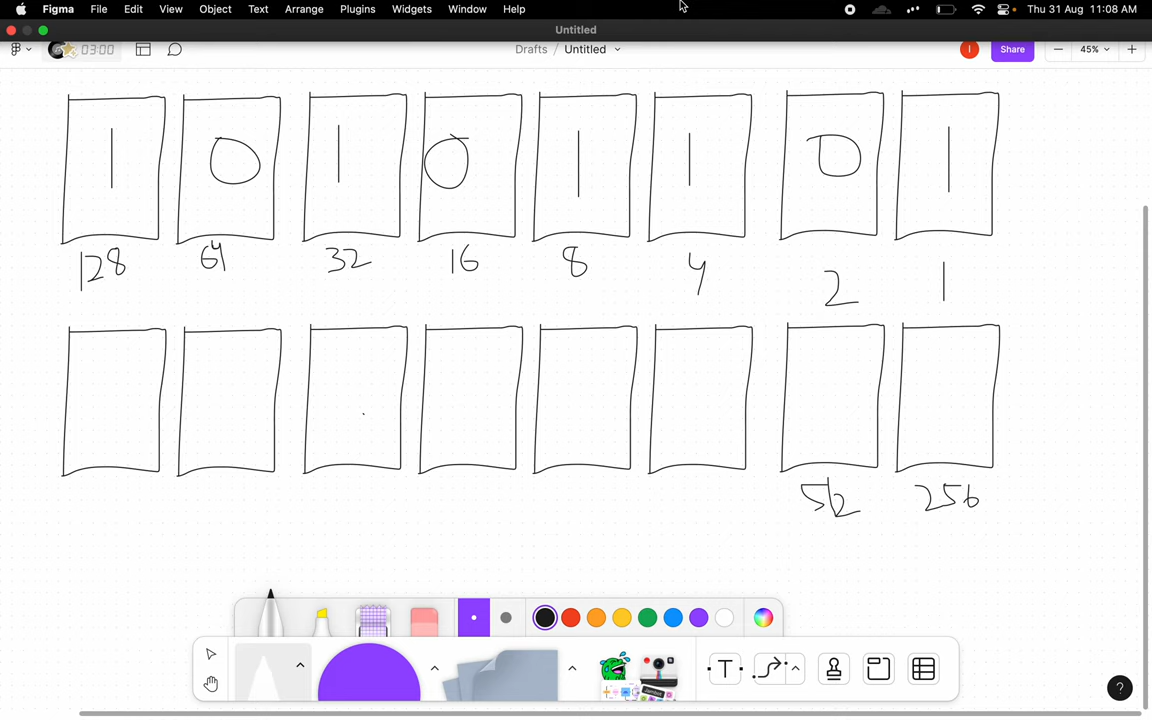 Figma File Edit View Object Text Arrange Plugins Widgets Window Help Thu 31 Aug 11:08 AM
Untitled
03:00 Drafts / Untitled I Share 45%
1 0 1 0 1 1 0 1
128 64 32 16 8 4 2 1
512 256
T
?